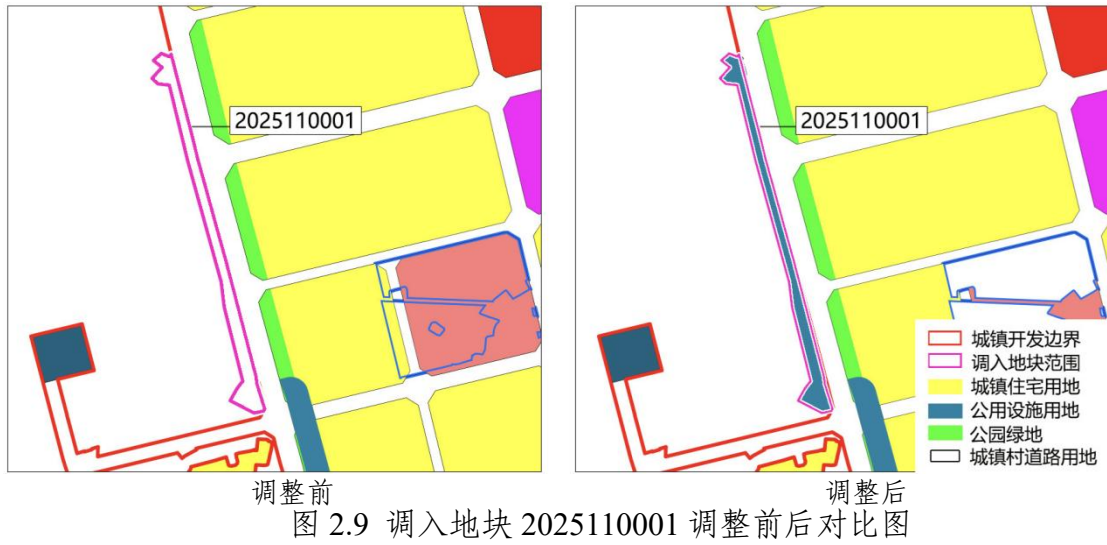 2025110001
2025110001
城镇开发边界
调入地块范围
城镇住宅用地
公用设施用地
公园绿地
城镇村道路用地
调整前
调整后
图 2.9 调入地块 2025110001 调整前后对比图